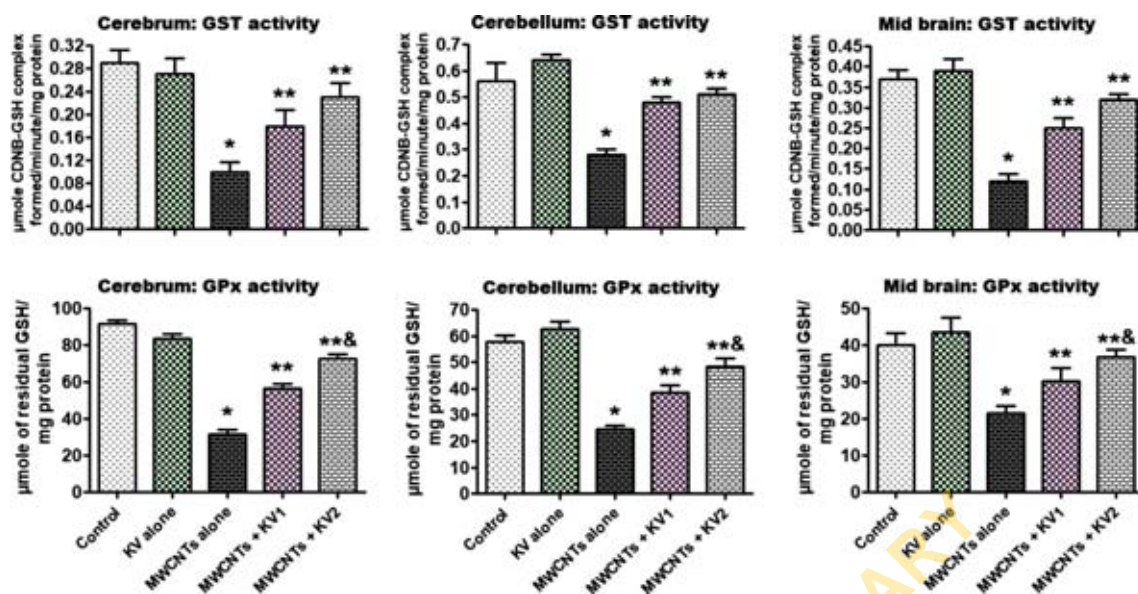 Cerebrum: GST activity
µmole CDNB-GSH complex
formed/minute/mg protein
0.32
0.28
0.24
0.20
0.16
0.12
0.08
0.04
0.00
*
**
**
Cerebellum: GST activity
µmole CDNB-GSH complex
formed/minute/mg protein
0.7
0.6
0.5
0.4
0.3
0.2
0.1
0.0
*
**
**
Mid brain: GST activity
µmole CDNB-GSH complex
formed/minute/mg protein
0.45
0.40
0.35
0.30
0.25
0.20
0.15
0.10
0.05
0.00
*
**
**
Cerebrum: GPx activity
µmole of residual GSH/
mg protein
100
80
60
40
20
0
*
**
**&
Control
KV alone
MWCNTs alone
MWCNTs + KV1
MWCNTs + KV2
Cerebellum: GPx activity
µmole of residual GSH/
mg protein
70
60
50
40
30
20
10
0
*
**
**&
Control
KV alone
MWCNTs alone
MWCNTs + KV1
MWCNTs + KV2
Mid brain: GPx activity
µmole of residual GSH/
mg protein
50
40
30
20
10
0
*
**
**&
Control
KV alone
MWCNTs alone
MWCNTs + KV1
MWCNTs + KV2
ARY